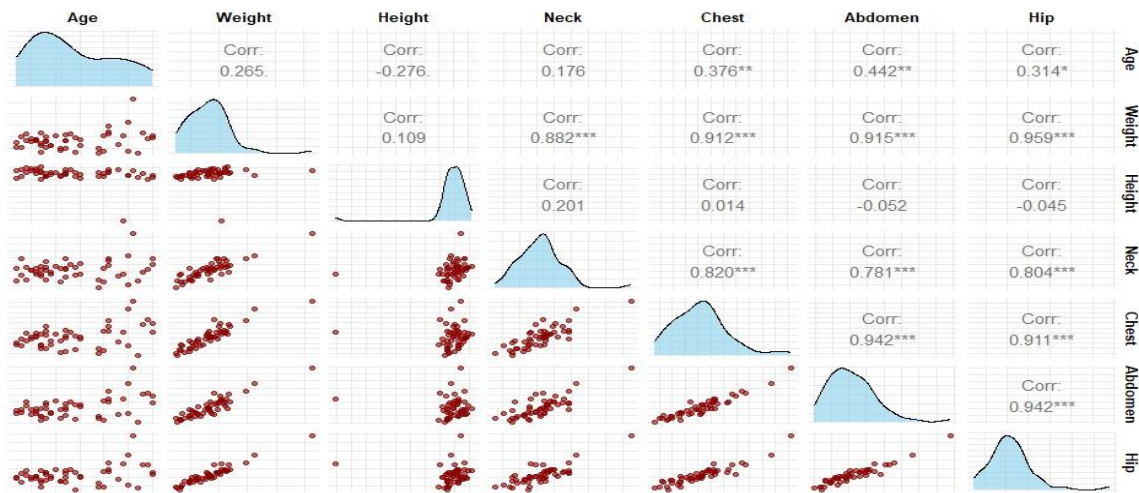 Age Weight Height Neck Chest Abdomen Hip
Corr: Corr: Corr: Corr: Corr: Corr:
0.265. -0.276. 0.176 0.376** 0.442** 0.314*
Age
Corr: Corr: Corr: Corr: Corr:
0.109 0.882*** 0.912*** 0.915*** 0.959***
Weight
Corr: Corr: Corr: Corr:
0.201 0.014 -0.052 -0.045
Height
Corr: Corr: Corr:
0.820*** 0.781*** 0.804***
Neck
Corr: Corr:
0.942*** 0.911***
Chest
Corr:
0.942***
Abdomen
Hip